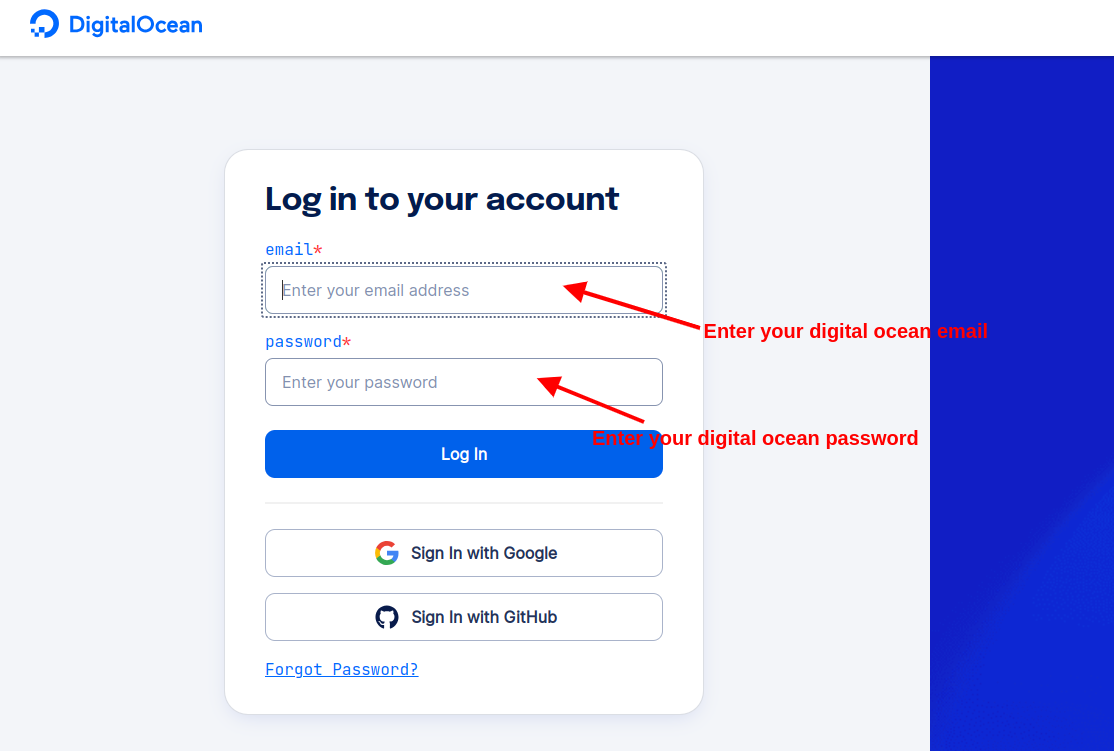 DigitalOcean
Log in to your account
email*
Enter your email address
Enter your digital ocean email
password*
Enter your password
Enter your digital ocean password
Log In
Sign In with Google
Sign In with GitHub
Forgot Password?